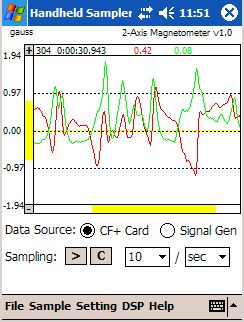 Handheld Sampler 11:51
gauss 2-Axis Magnetometer v1.0
1.94 + 304 0:00:30.943 0.42 0.08
0.97
0.00
-0.97
-1.94 -
Data Source: CF+ Card Signal Gen
Sampling: > C 10 / sec
File Sample Setting DSP Help